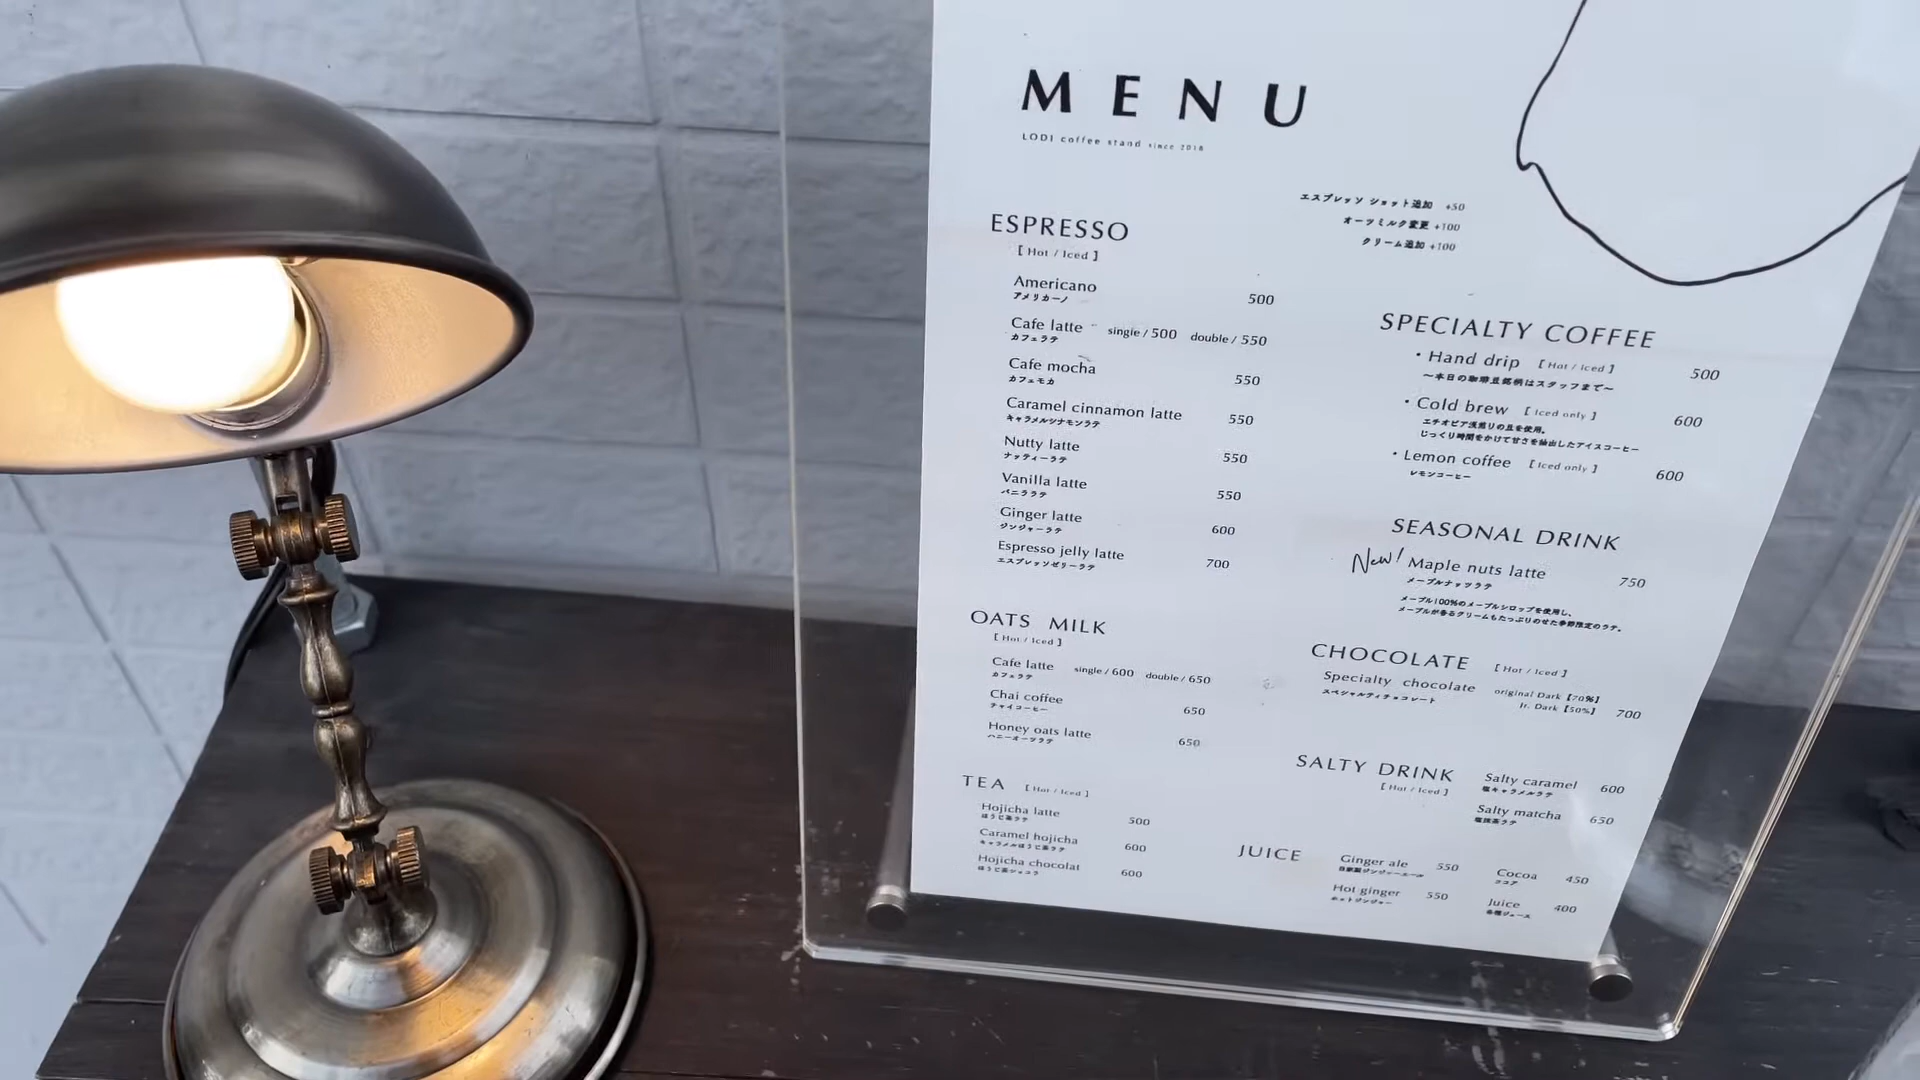 MENU
LODI coffee stand since 2018
エスプレッソ ショット追加 +50
オーツミルク変更 +100
クリーム追加 +100
ESPRESSO
[ Hot / Iced ]
Americano 500
アメリカーノ
Cafe latte single / 500 double / 550
カフェラテ
Cafe mocha 550
カフェモカ
Caramel cinnamon latte 550
キャラメルシナモンラテ
Nutty latte 550
ナッティーラテ
Vanilla latte 550
バニララテ
Ginger latte 600
ジンジャーラテ
Espresso jelly latte 700
エスプレッソゼリーラテ
OATS MILK
[ Hot / Iced ]
Cafe latte single / 600 double / 650
カフェラテ
Chai coffee 650
チャイコーヒー
Honey oats latte 650
ハニーオーツラテ
TEA [ Hot / Iced ]
Hojicha latte 500
ほうじ茶ラテ
Caramel hojicha 600
キャラメルほうじ茶ラテ
Hojicha chocolat 600
ほうじ茶ショコラ
SPECIALTY COFFEE
・Hand drip [ Hot / Iced ] 500
〜本日の珈琲豆銘柄はスタッフまで〜
・Cold brew [ Iced only ] 600
エチオピア浅煎りの豆を使用。
じっくり時間をかけて甘さを抽出したアイスコーヒー
・Lemon coffee [ Iced only ] 600
レモンコーヒー
SEASONAL DRINK
New! Maple nuts latte 750
メープルナッツラテ
メープル100%のメープルシロップを使用し、
メープルが香るクリームもたっぷりのせた季節限定のラテ。
CHOCOLATE [ Hot / Iced ]
Specialty chocolate original Dark【70%】
スペシャルティチョコレート Jr. Dark【50%】 700
SALTY DRINK
[ Hot / Iced ]
Salty caramel 600
塩キャラメルラテ
Salty matcha 650
塩抹茶ラテ
JUICE
Ginger ale 550
自家製ジンジャーエール
Hot ginger 550
ホットジンジャー
Cocoa 450
ココア
Juice 400
各種ジュース